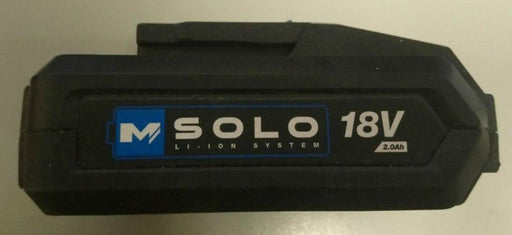 M SOLO 18V
LI-ION SYSTEM 2.0Ah